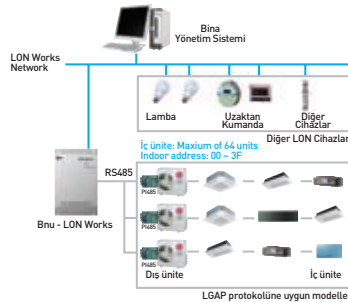 Bina
Yönetim Sistemi
LON Works
Network
Lamba
Uzaktan
Kumanda
Diğer
Cihazlar
Diğer LON Cihazlar
İç ünite: Maxium of 64 units
Indoor address: 00 ~ 3F
RS485
PI485
PI485
PI485
Bnu - LON Works
Dış ünite
İç ünite
LGAP protokolüne uygun modelle